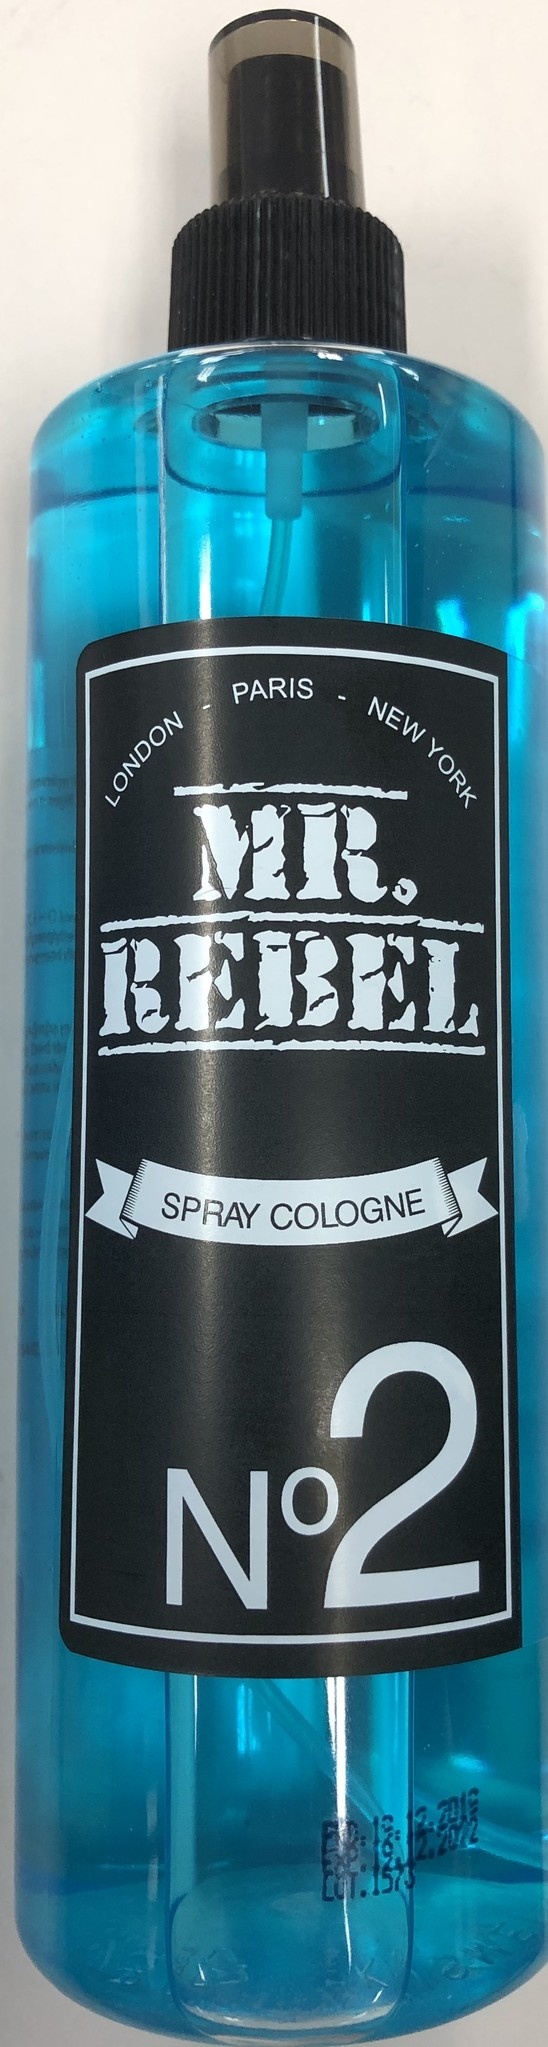 LONDON - PARIS - NEW YORK
MR.
REBEL
SPRAY COLOGNE
Nº2